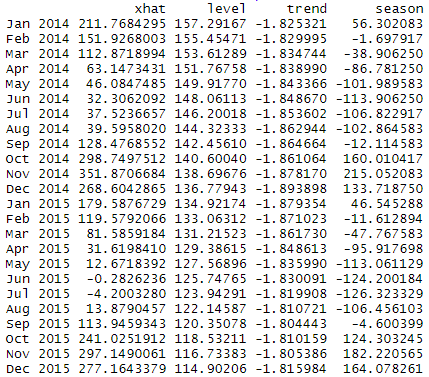 xhat level trend season
Jan 2014 211.7684295 157.29167 -1.825321 56.302083
Feb 2014 151.9268003 155.45471 -1.829995 -1.697917
Mar 2014 112.8718994 153.61289 -1.834744 -38.906250
Apr 2014 63.1473431 151.76758 -1.838990 -86.781250
May 2014 46.0847485 149.91770 -1.843366 -101.989583
Jun 2014 32.3062092 148.06113 -1.848670 -113.906250
Jul 2014 37.5236657 146.20018 -1.853602 -106.822917
Aug 2014 39.5958020 144.32333 -1.862944 -102.864583
Sep 2014 128.4768552 142.45610 -1.864664 -12.114583
Oct 2014 298.7497512 140.60040 -1.861064 160.010417
Nov 2014 351.8706684 138.69676 -1.878170 215.052083
Dec 2014 268.6042865 136.77943 -1.893898 133.718750
Jan 2015 179.5876729 134.92174 -1.879354 46.545288
Feb 2015 119.5792066 133.06312 -1.871023 -11.612894
Mar 2015 81.5859184 131.21523 -1.861730 -47.767583
Apr 2015 31.6198410 129.38615 -1.848613 -95.917698
May 2015 12.6719392 127.56896 -1.835990 -113.061129
Jun 2015 -0.2826236 125.74765 -1.830091 -124.200184
Jul 2015 -4.2003280 123.94291 -1.819908 -126.323329
Aug 2015 13.8790457 122.14587 -1.810721 -106.456103
Sep 2015 113.9459343 120.35078 -1.804443 -4.600399
Oct 2015 241.0251912 118.53211 -1.810159 124.303245
Nov 2015 297.1490061 116.73383 -1.805386 182.220565
Dec 2015 277.1643379 114.90206 -1.815984 164.078261